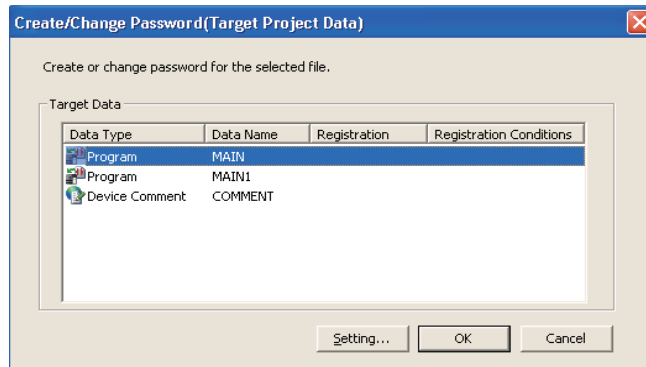 Create/Change Password(Target Project Data)
Create or change password for the selected file.
Target Data
Data Type Data Name Registration Registration Conditions
Program MAIN
Program MAIN1
Device Comment COMMENT
Setting... OK Cancel